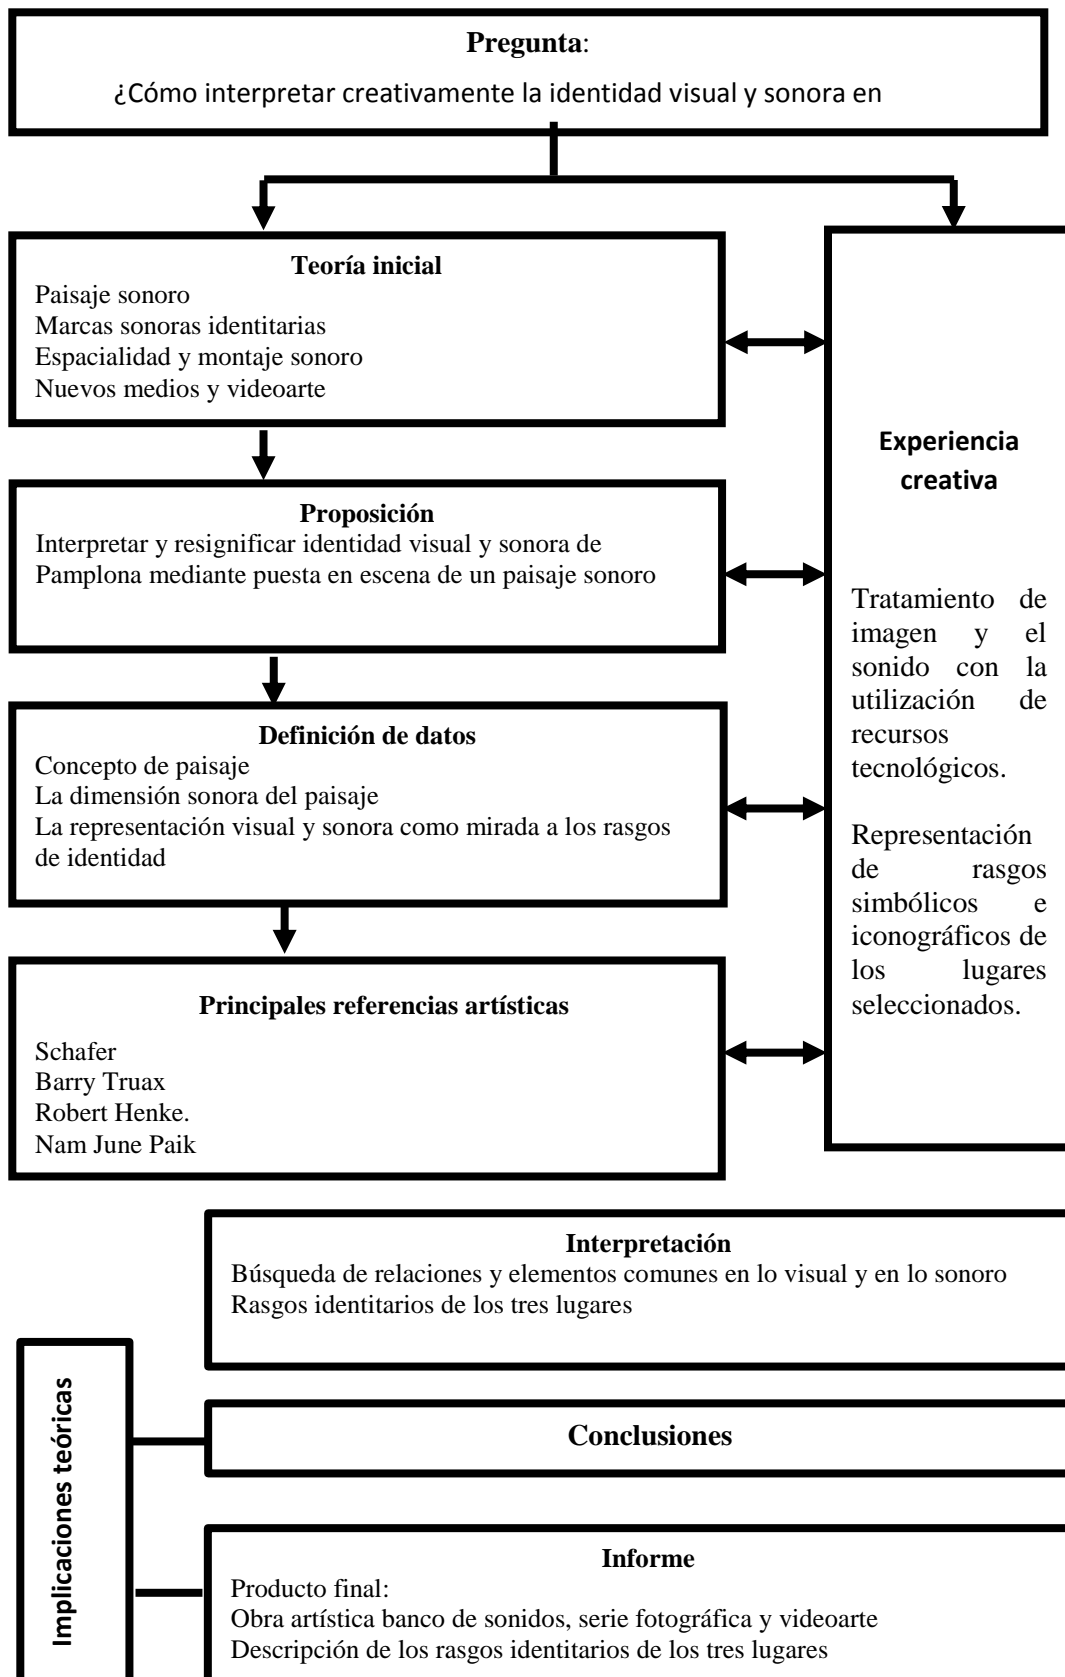 Pregunta:
¿Cómo interpretar creativamente la identidad visual y sonora en
Teoría inicial
Paisaje sonoro
Marcas sonoras identitarias
Espacialidad y montaje sonoro
Nuevos medios y videoarte
Proposición
Interpretar y resignificar identidad visual y sonora de
Pamplona mediante puesta en escena de un paisaje sonoro
Definición de datos
Concepto de paisaje
La dimensión sonora del paisaje
La representación visual y sonora como mirada a los rasgos
de identidad
Principales referencias artísticas
Schafer
Barry Truax
Robert Henke.
Nam June Paik
Experiencia
creativa
Tratamiento de
imagen y el
sonido con la
utilización de
recursos
tecnológicos.
Representación
de rasgos
simbólicos e
iconográficos de
los lugares
seleccionados.
Interpretación
Búsqueda de relaciones y elementos comunes en lo visual y en lo sonoro
Rasgos identitarios de los tres lugares
Implicaciones teóricas
Conclusiones
Informe
Producto final:
Obra artística banco de sonidos, serie fotográfica y videoarte
Descripción de los rasgos identitarios de los tres lugares